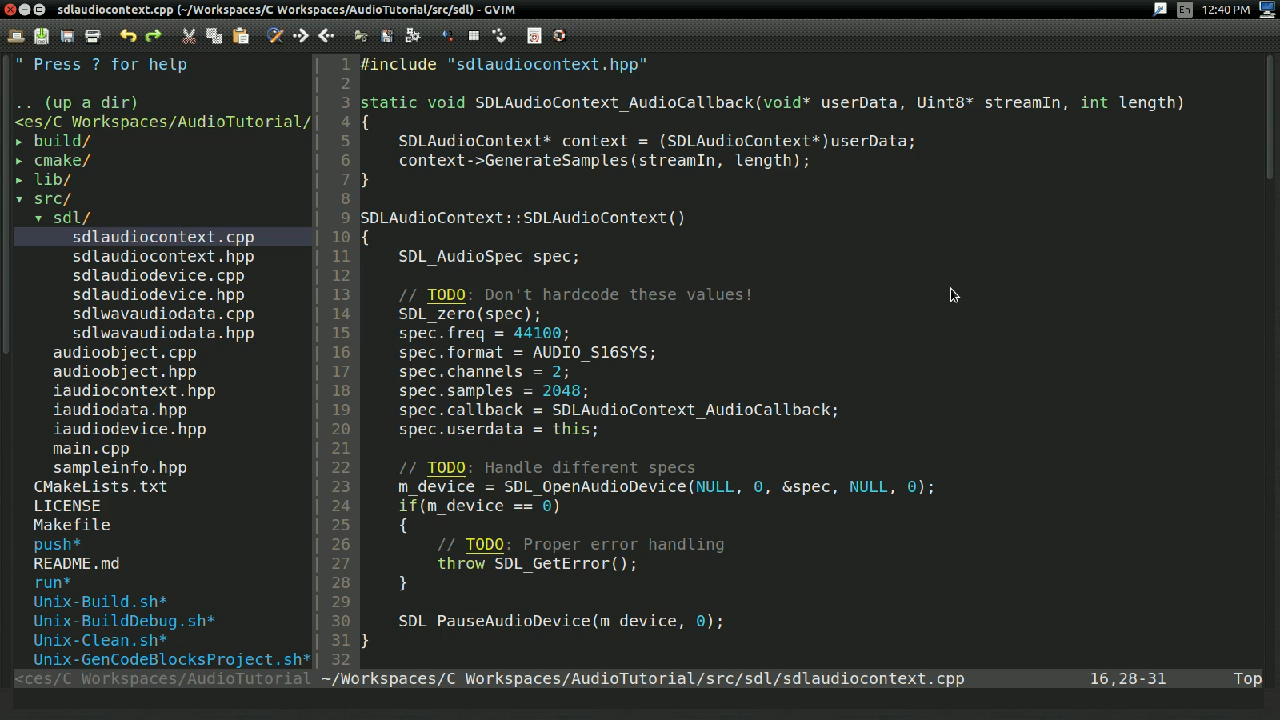 sdlaudiocontext.cpp (~/Workspaces/C Workspaces/AudioTutorial/src/sdl) - GVIM
En
12:40 PM
" Press ? for help
.. (up a dir)
<es/C Workspaces/AudioTutorial/
▸ build/
▸ cmake/
▸ lib/
▾ src/
▾ sdl/
sdlaudiocontext.cpp
sdlaudiocontext.hpp
sdlaudiodevice.cpp
sdlaudiodevice.hpp
sdlwavaudiodata.cpp
sdlwavaudiodata.hpp
audioobject.cpp
audioobject.hpp
iaudiocontext.hpp
iaudiodata.hpp
iaudiodevice.hpp
main.cpp
sampleinfo.hpp
CMakeLists.txt
LICENSE
Makefile
push*
README.md
run*
Unix-Build.sh*
Unix-BuildDebug.sh*
Unix-Clean.sh*
Unix-GenCodeBlocksProject.sh*
<ces/C Workspaces/AudioTutorial
1 #include "sdlaudiocontext.hpp"
2
3 static void SDLAudioContext_AudioCallback(void* userData, Uint8* streamIn, int length)
4 {
5     SDLAudioContext* context = (SDLAudioContext*)userData;
6     context->GenerateSamples(streamIn, length);
7 }
8
9 SDLAudioContext::SDLAudioContext()
10 {
11     SDL_AudioSpec spec;
12
13     // TODO: Don't hardcode these values!
14     SDL_zero(spec);
15     spec.freq = 44100;
16     spec.format = AUDIO_S16SYS;
17     spec.channels = 2;
18     spec.samples = 2048;
19     spec.callback = SDLAudioContext_AudioCallback;
20     spec.userdata = this;
21
22     // TODO: Handle different specs
23     m_device = SDL_OpenAudioDevice(NULL, 0, &spec, NULL, 0);
24     if(m_device == 0)
25     {
26         // TODO: Proper error handling
27         throw SDL_GetError();
28     }
29
30     SDL_PauseAudioDevice(m_device, 0);
31 }
32
~/Workspaces/C Workspaces/AudioTutorial/src/sdl/sdlaudiocontext.cpp 16,28-31 Top